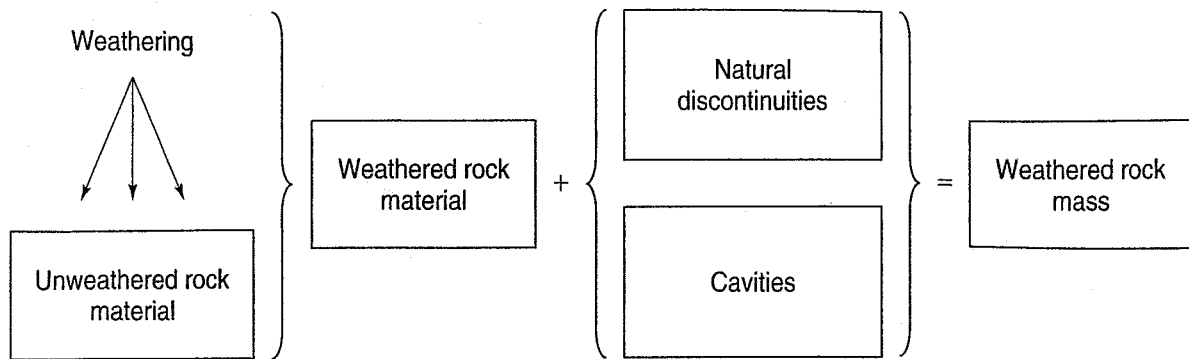 Weathering
Unweathered rock
material
Weathered rock
material
+
Natural
discontinuities
Cavities
=
Weathered rock
mass